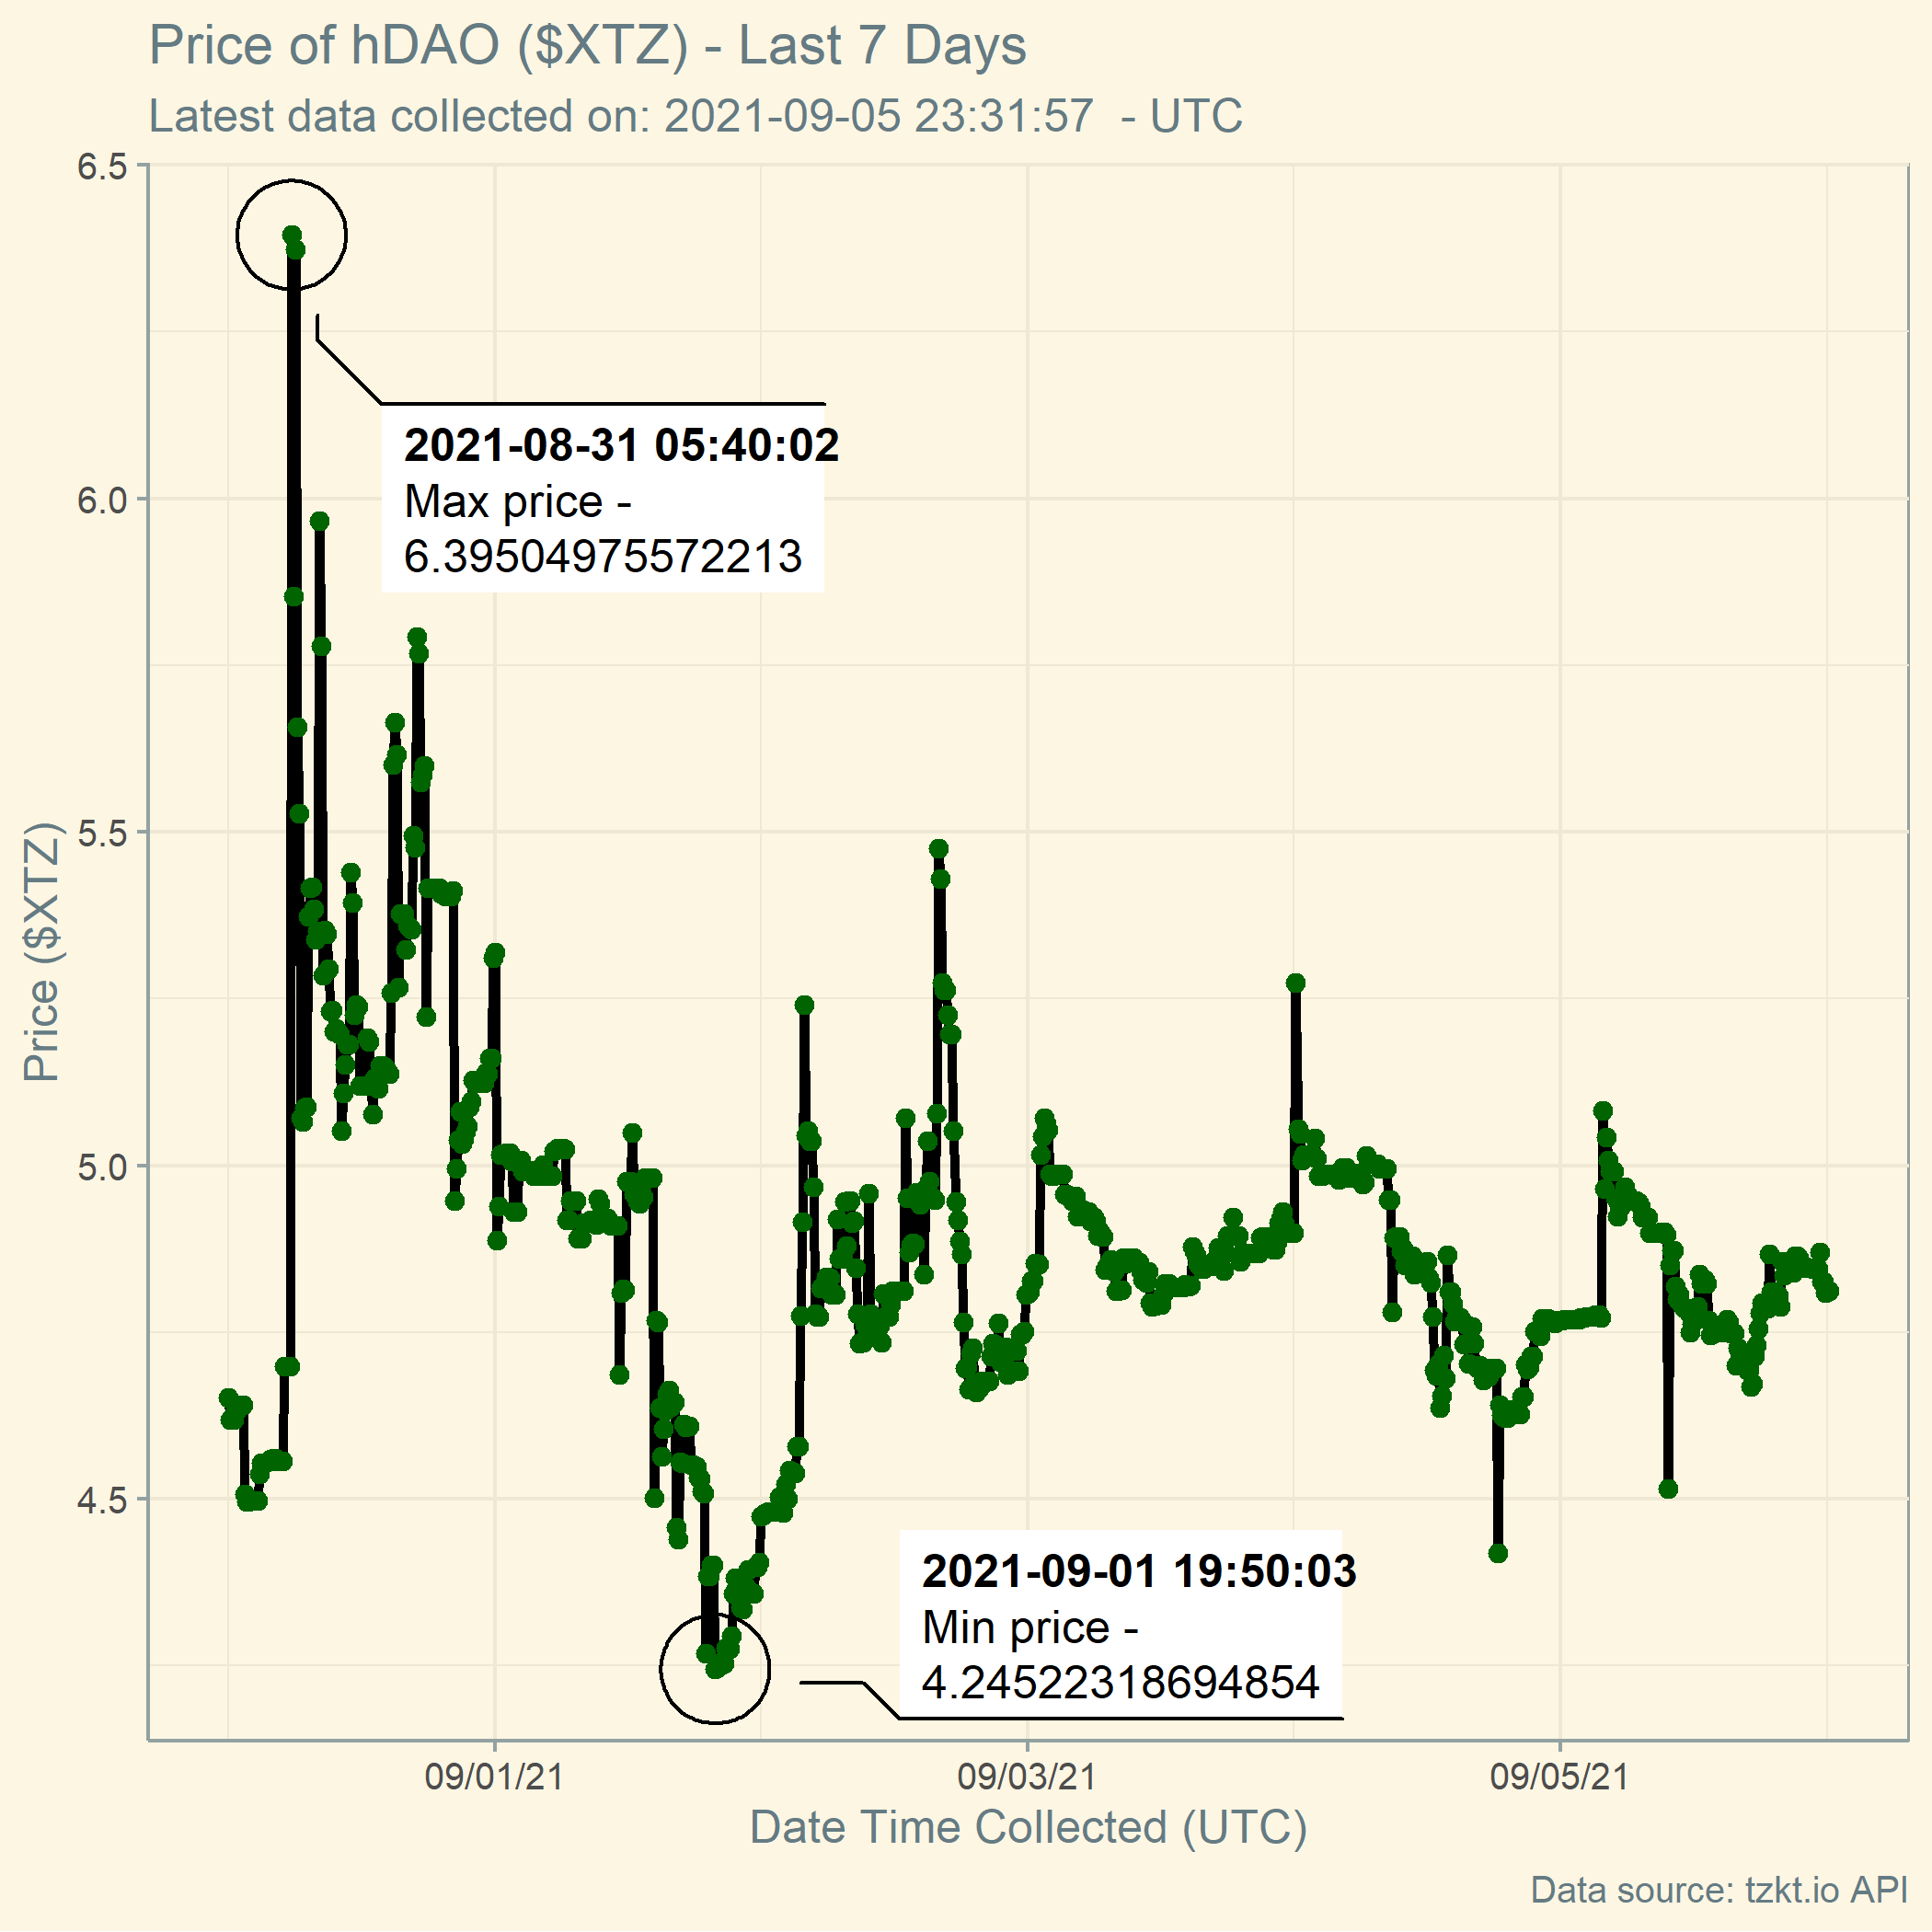 Price of hDAO ($XTZ) - Last 7 Days
Latest data collected on: 2021-09-05 23:31:57  - UTC
6.5
6.0
5.5
5.0
4.5
Price ($XTZ)
2021-08-31 05:40:02
Max price -
6.39504975572213
2021-09-01 19:50:03
Min price -
4.24522318694854
09/01/21
09/03/21
09/05/21
Date Time Collected (UTC)
Data source: tzkt.io API